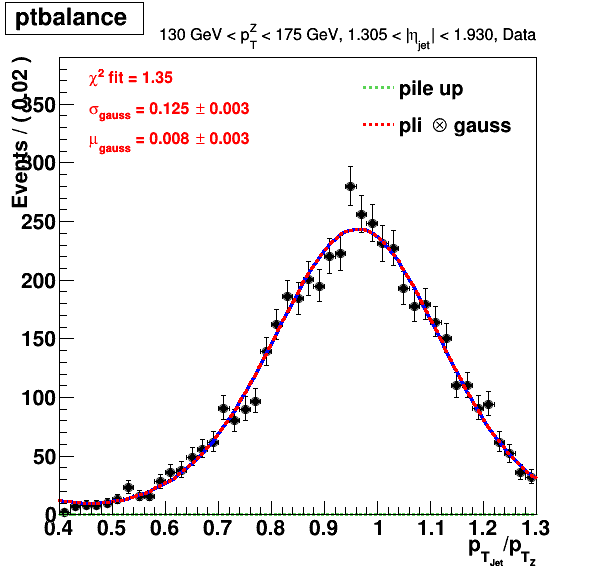 ptbalance
130 GeV < p_T^Z < 175 GeV, 1.305 < |η_jet| < 1.930, Data
χ² fit = 1.35
σ_gauss = 0.125 ± 0.003
μ_gauss = 0.008 ± 0.003
pile up
pli ⊗ gauss
Events / ( 0.02 )
350
300
250
200
150
100
50
0
0.4 0.5 0.6 0.7 0.8 0.9 1 1.1 1.2 1.3
p_T_Jet/p_T_Z